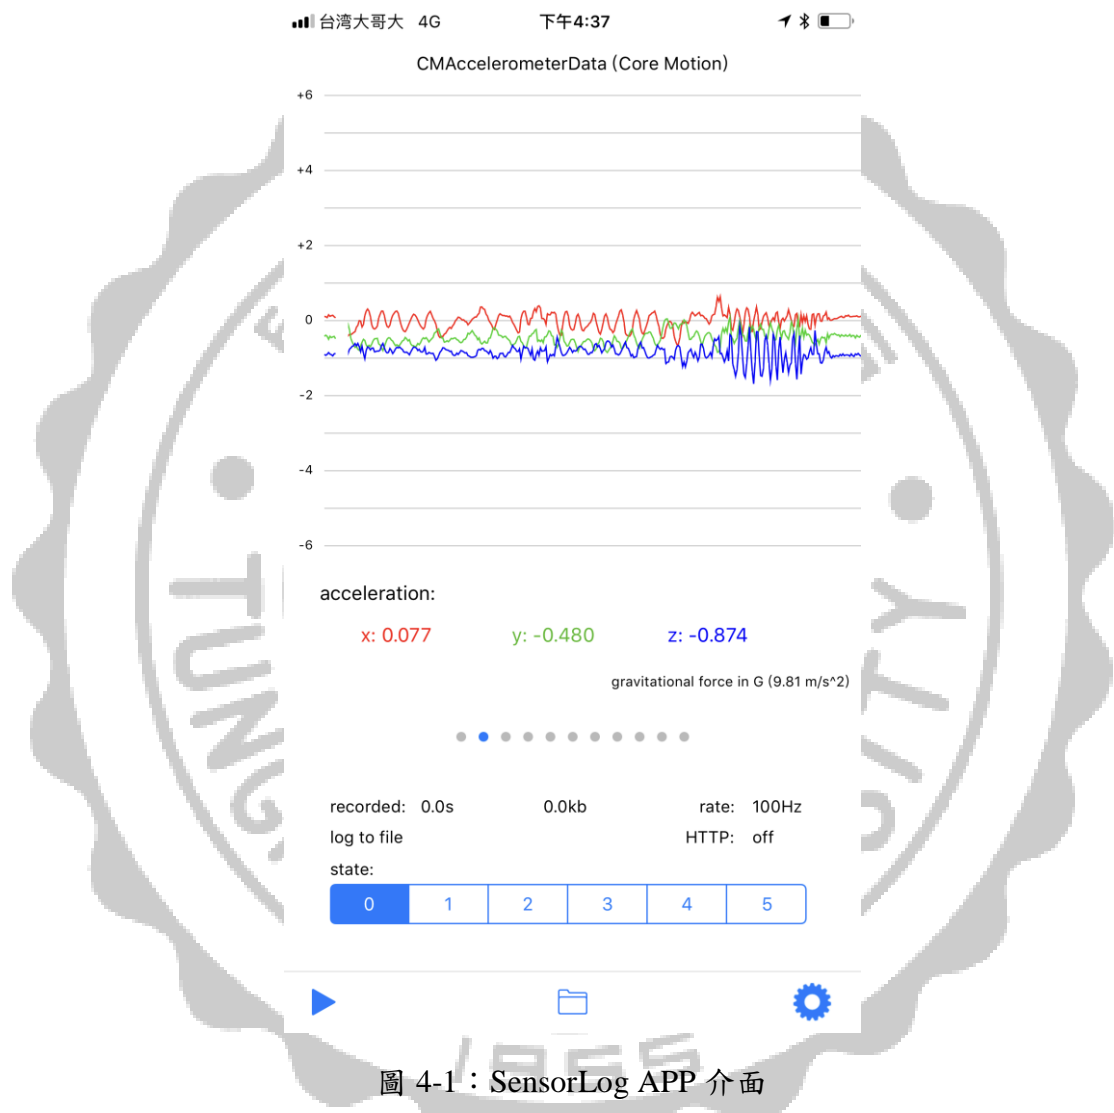 台湾大哥大 4G 下午4:37
CMAccelerometerData (Core Motion)
+6
+4
+2
0
-2
-4
-6
acceleration:
x: 0.077 y: -0.480 z: -0.874
gravitational force in G (9.81 m/s^2)
recorded: 0.0s 0.0kb rate: 100Hz
log to file HTTP: off
state:
0 1 2 3 4 5
圖 4-1：SensorLog APP 介面
TUNG
SITY
1955